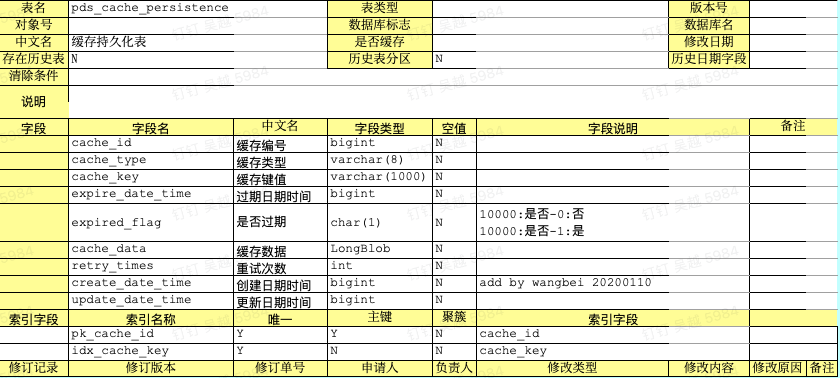 表名 pds_cache_persistence 表类型 版本号
对象号 数据库标志 数据库名
中文名 缓存持久化表 是否缓存 修改日期
存在历史表 N 历史表分区 N 历史日期字段
清除条件
说明
字段 字段名 中文名 字段类型 空值 字段说明 备注
cache_id 缓存编号 bigint N
cache_type 缓存类型 varchar(8) N
cache_key 缓存键值 varchar(1000) N
expire_date_time 过期日期时间 bigint N
expired_flag 是否过期 char(1) N 10000:是否-0:否
10000:是否-1:是
cache_data 缓存数据 LongBlob N
retry_times 重试次数 int N
create_date_time 创建日期时间 bigint N add by wangbei 20200110
update_date_time 更新日期时间 bigint N
索引字段 索引名称 唯一 主键 聚簇 索引字段
pk_cache_id Y Y N cache_id
idx_cache_key Y N N cache_key
修订记录 修订版本 修订单号 申请人 负责人 修改类型 修改内容 修改原因 备注
钉钉 吴越 5984